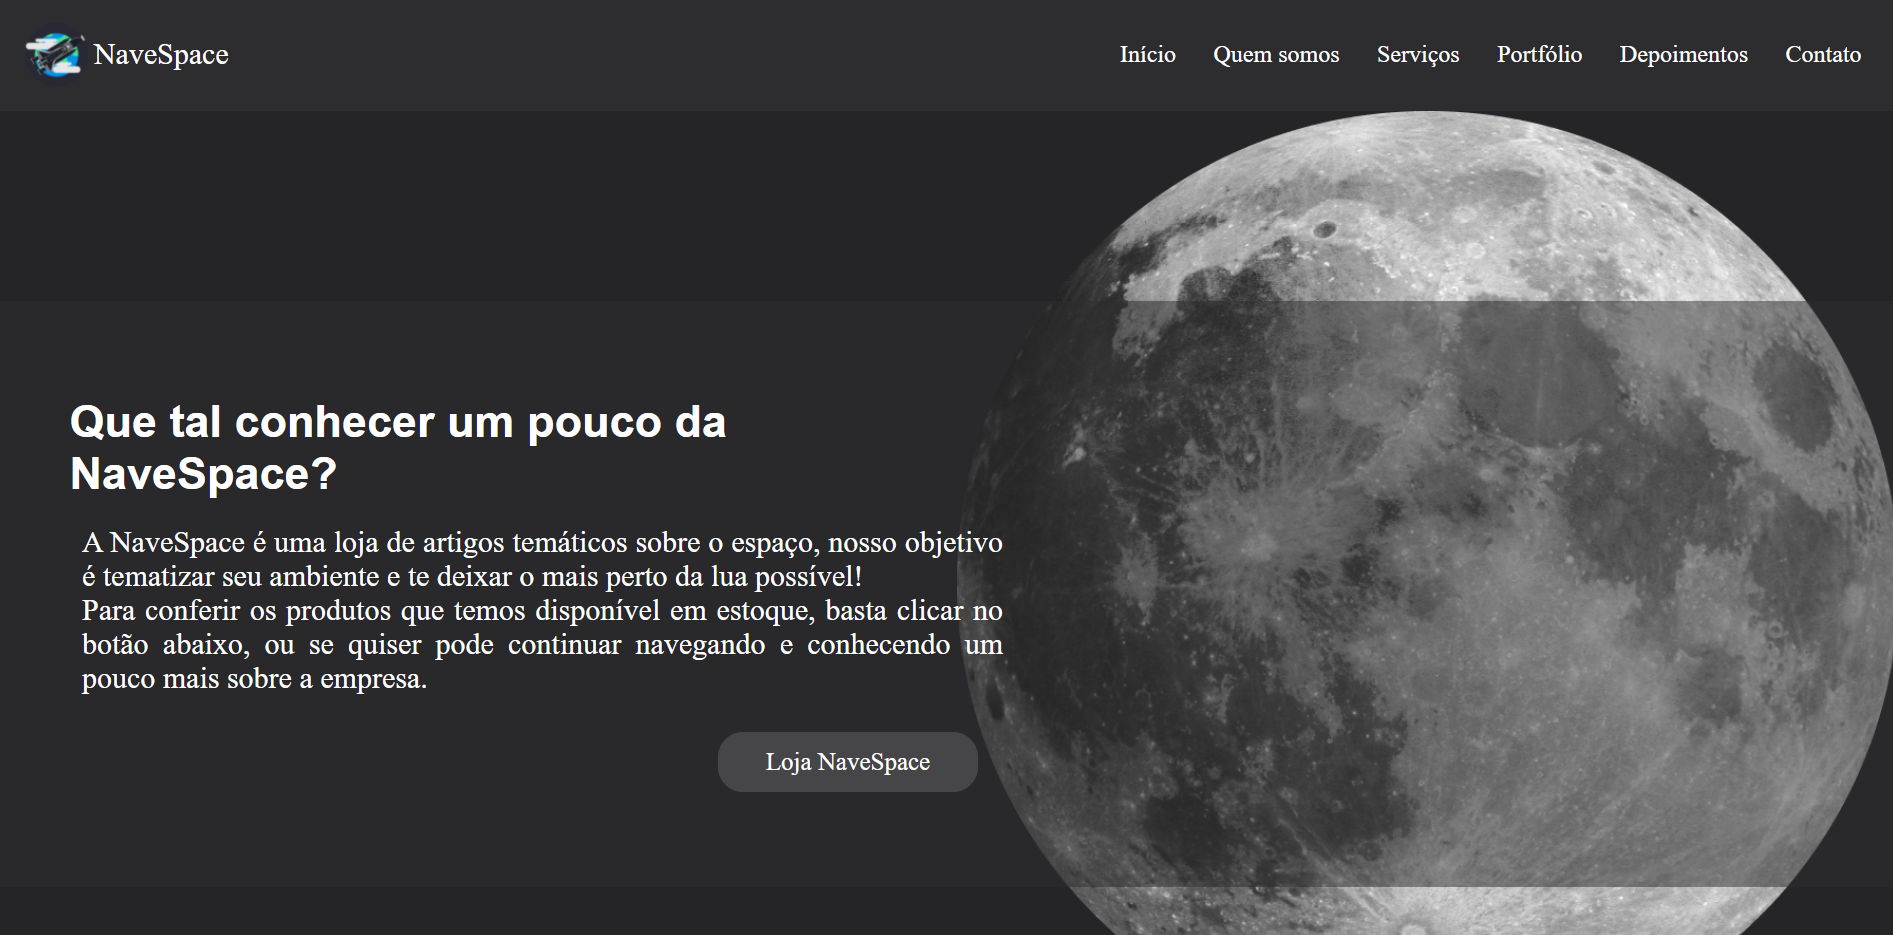 NaveSpace
Início Quem somos Serviços Portfólio Depoimentos Contato
Que tal conhecer um pouco da
NaveSpace?
A NaveSpace é uma loja de artigos temáticos sobre o espaço, nosso objetivo
é tematizar seu ambiente e te deixar o mais perto da lua possível!
Para conferir os produtos que temos disponível em estoque, basta clicar no
botão abaixo, ou se quiser pode continuar navegando e conhecendo um
pouco mais sobre a empresa.
Loja NaveSpace